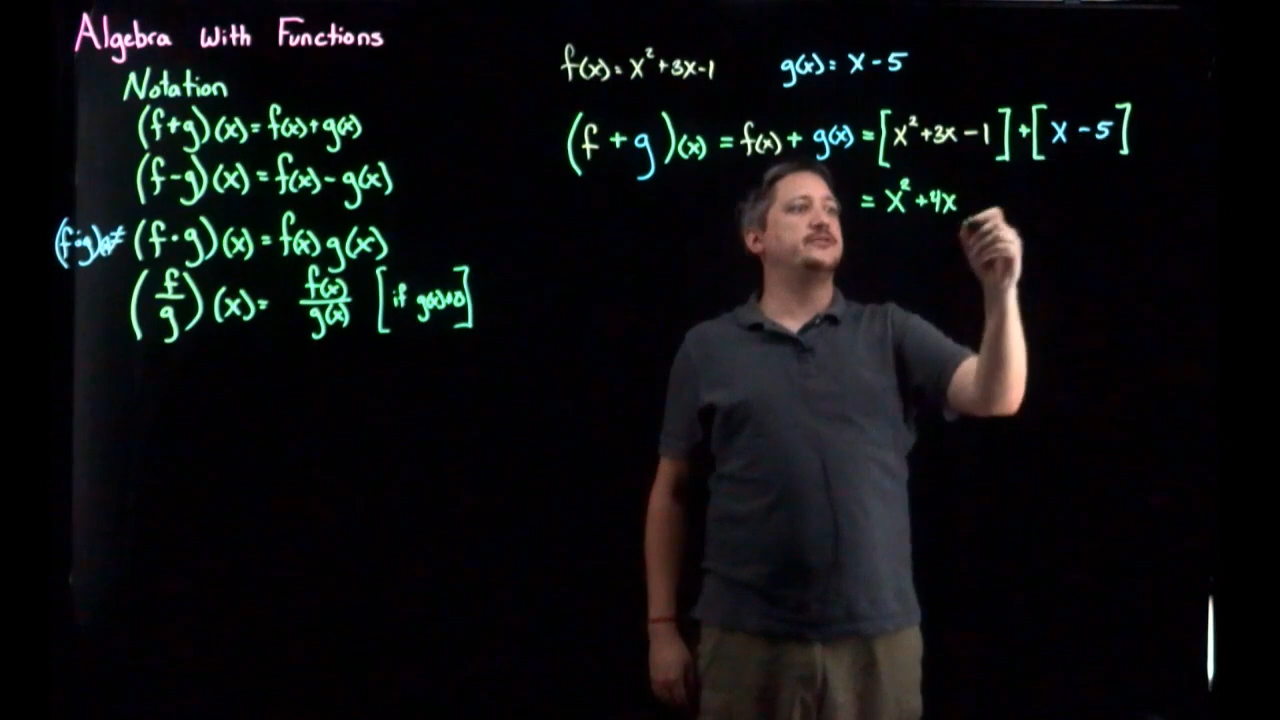 Algebra with Functions
Notation
(f+g)(x)=f(x)+g(x)
(f-g)(x)=f(x)-g(x)
(f∘g)(x)≠ (f·g)(x)=f(x)g(x)
(f/g)(x)= f(x)/g(x) [if g(x)≠0]
f(x)=x²+3x-1 g(x)=x-5
(f+g)(x)=f(x)+g(x)=[x²+3x-1]+[x-5]
=x²+4x